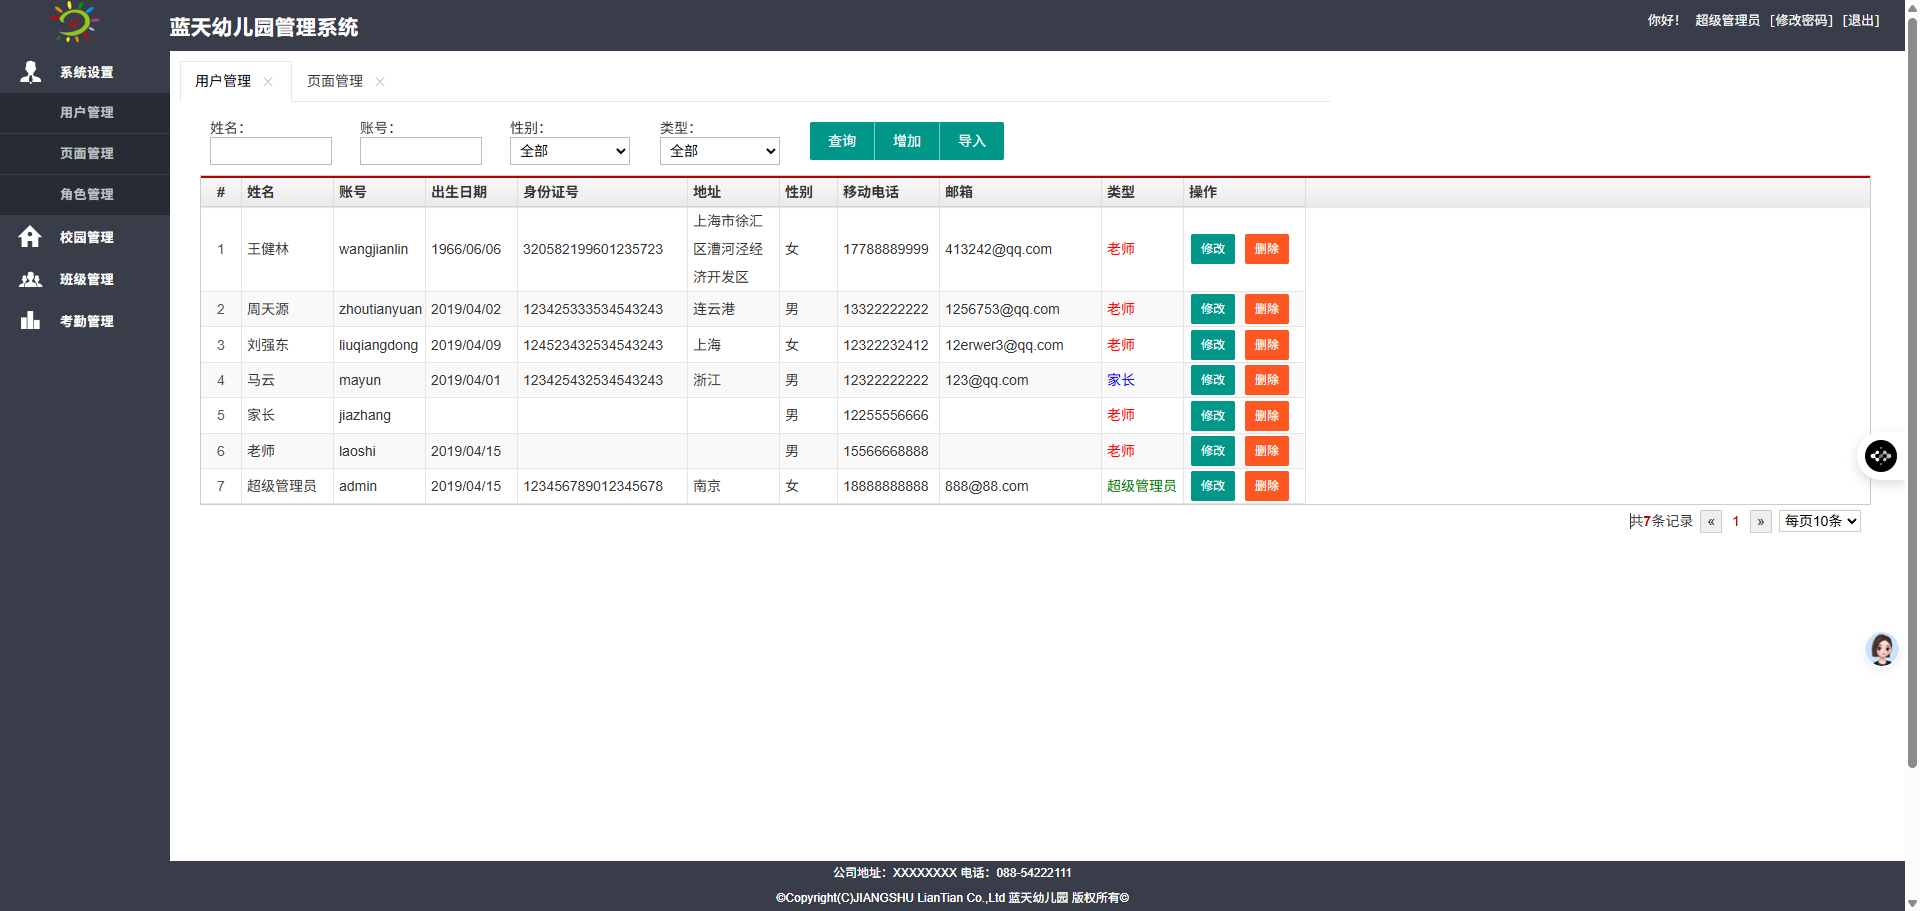 蓝天幼儿园管理系统
你好！ 超级管理员 [修改密码] [退出]
系统设置
用户管理
页面管理
角色管理
校园管理
班级管理
考勤管理
用户管理 × 页面管理 ×
姓名： 账号： 性别： 类型：
全部 全部 查询 增加 导入
# 姓名 账号 出生日期 身份证号 地址 性别 移动电话 邮箱 类型 操作
1 王健林 wangjianlin 1966/06/06 320582199601235723 上海市徐汇区漕河泾经济开发区 女 17788889999 413242@qq.com 老师 修改 删除
2 周天源 zhoutianyuan 2019/04/02 123425333534543243 连云港 男 13322222222 1256753@qq.com 老师 修改 删除
3 刘强东 liuqiangdong 2019/04/09 124523432534543243 上海 女 12322232412 12erwer3@qq.com 老师 修改 删除
4 马云 mayun 2019/04/01 123425432534543243 浙江 男 12322222222 123@qq.com 家长 修改 删除
5 家长 jiazhang 男 12255556666 老师 修改 删除
6 老师 laoshi 2019/04/15 男 15566668888 老师 修改 删除
7 超级管理员 admin 2019/04/15 123456789012345678 南京 女 18888888888 888@88.com 超级管理员 修改 删除
共7条记录 « 1 » 每页10条
公司地址：XXXXXXXX 电话：088-54222111
©Copyright(C)JIANGSHU LianTian Co.,Ltd 蓝天幼儿园 版权所有©